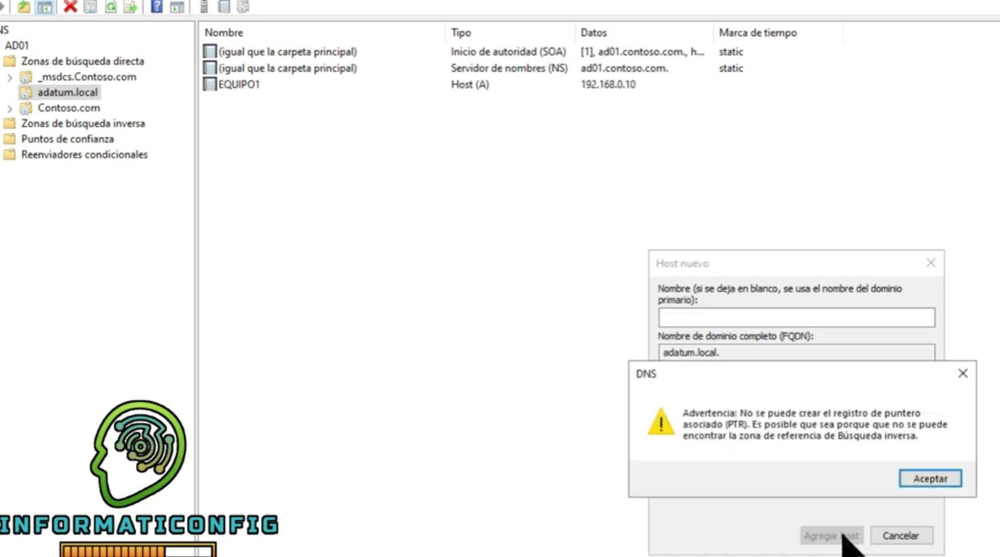 NS
AD01
Zonas de búsqueda directa
_msdcs.Contoso.com
adatum.local
Contoso.com
Zonas de búsqueda inversa
Puntos de confianza
Reenviadores condicionales
Nombre Tipo Datos Marca de tiempo
(igual que la carpeta principal) Inicio de autoridad (SOA) [1], ad01.contoso.com., h... static
(igual que la carpeta principal) Servidor de nombres (NS) ad01.contoso.com. static
EQUIPO1 Host (A) 192.168.0.10
Host nuevo
Nombre (si se deja en blanco, se usa el nombre del dominio
primario):
Nombre de dominio completo (FQDN):
adatum.local.
DNS
Advertencia: No se puede crear el registro de puntero
asociado (PTR). Es posible que sea porque que no se puede
encontrar la zona de referencia de Búsqueda inversa.
Aceptar
Agregar host Cancelar
INFORMATICONFIG